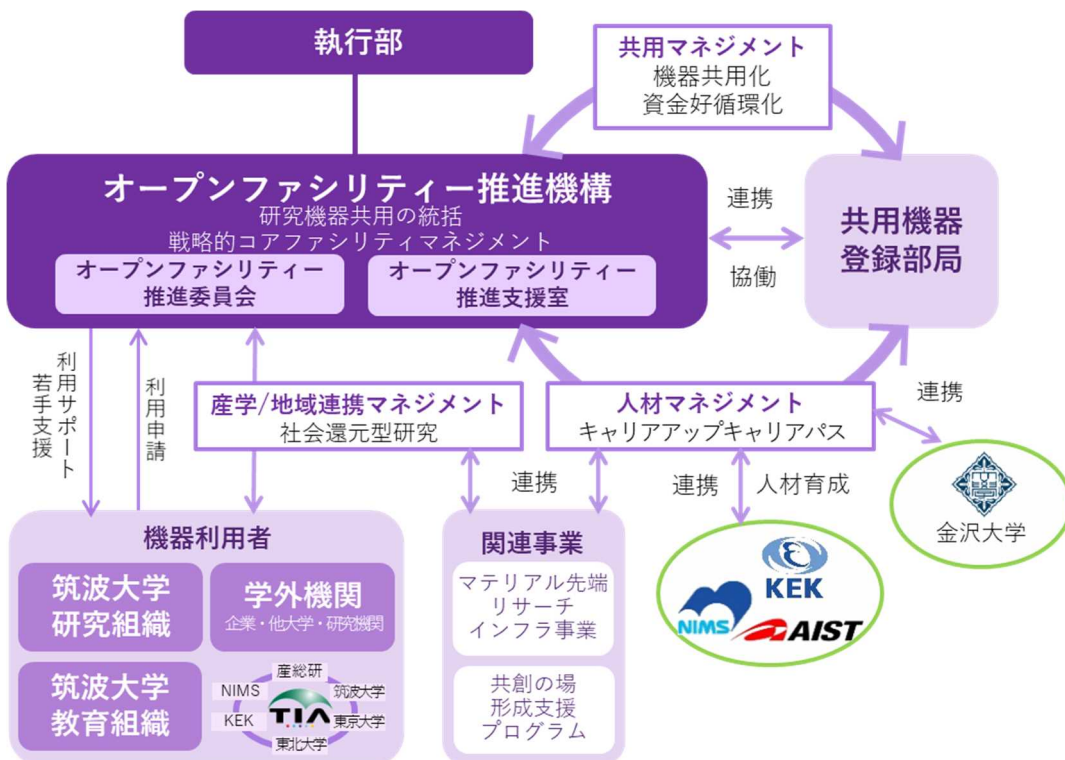 執行部
共用マネジメント
機器共用化
資金好循環化
オープンファシリティー推進機構
研究機器共用の統括
戦略的コアファシリティマネジメント
オープンファシリティー
推進委員会
オープンファシリティー
推進支援室
連携
協働
共用機器
登録部局
利用サポート
若手支援
利用申請
産学/地域連携マネジメント
社会還元型研究
人材マネジメント
キャリアアップキャリアパス
連携
連携
連携
人材育成
金沢大学
機器利用者
筑波大学
研究組織
学外機関
企業・他大学・研究機関
筑波大学
教育組織
産総研
NIMS
筑波大学
TIA
KEK
東京大学
東北大学
関連事業
マテリアル先端
リサーチ
インフラ事業
共創の場
形成支援
プログラム
KEK
NIMS
AIST